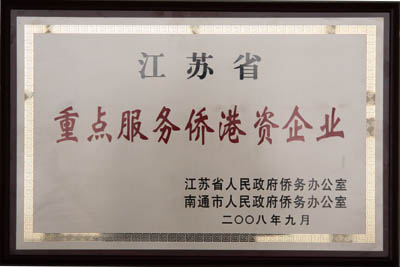 江苏省
重点服务侨港资企业
江苏省人民政府侨务办公室
南通市人民政府侨务办公室
二〇〇八年九月